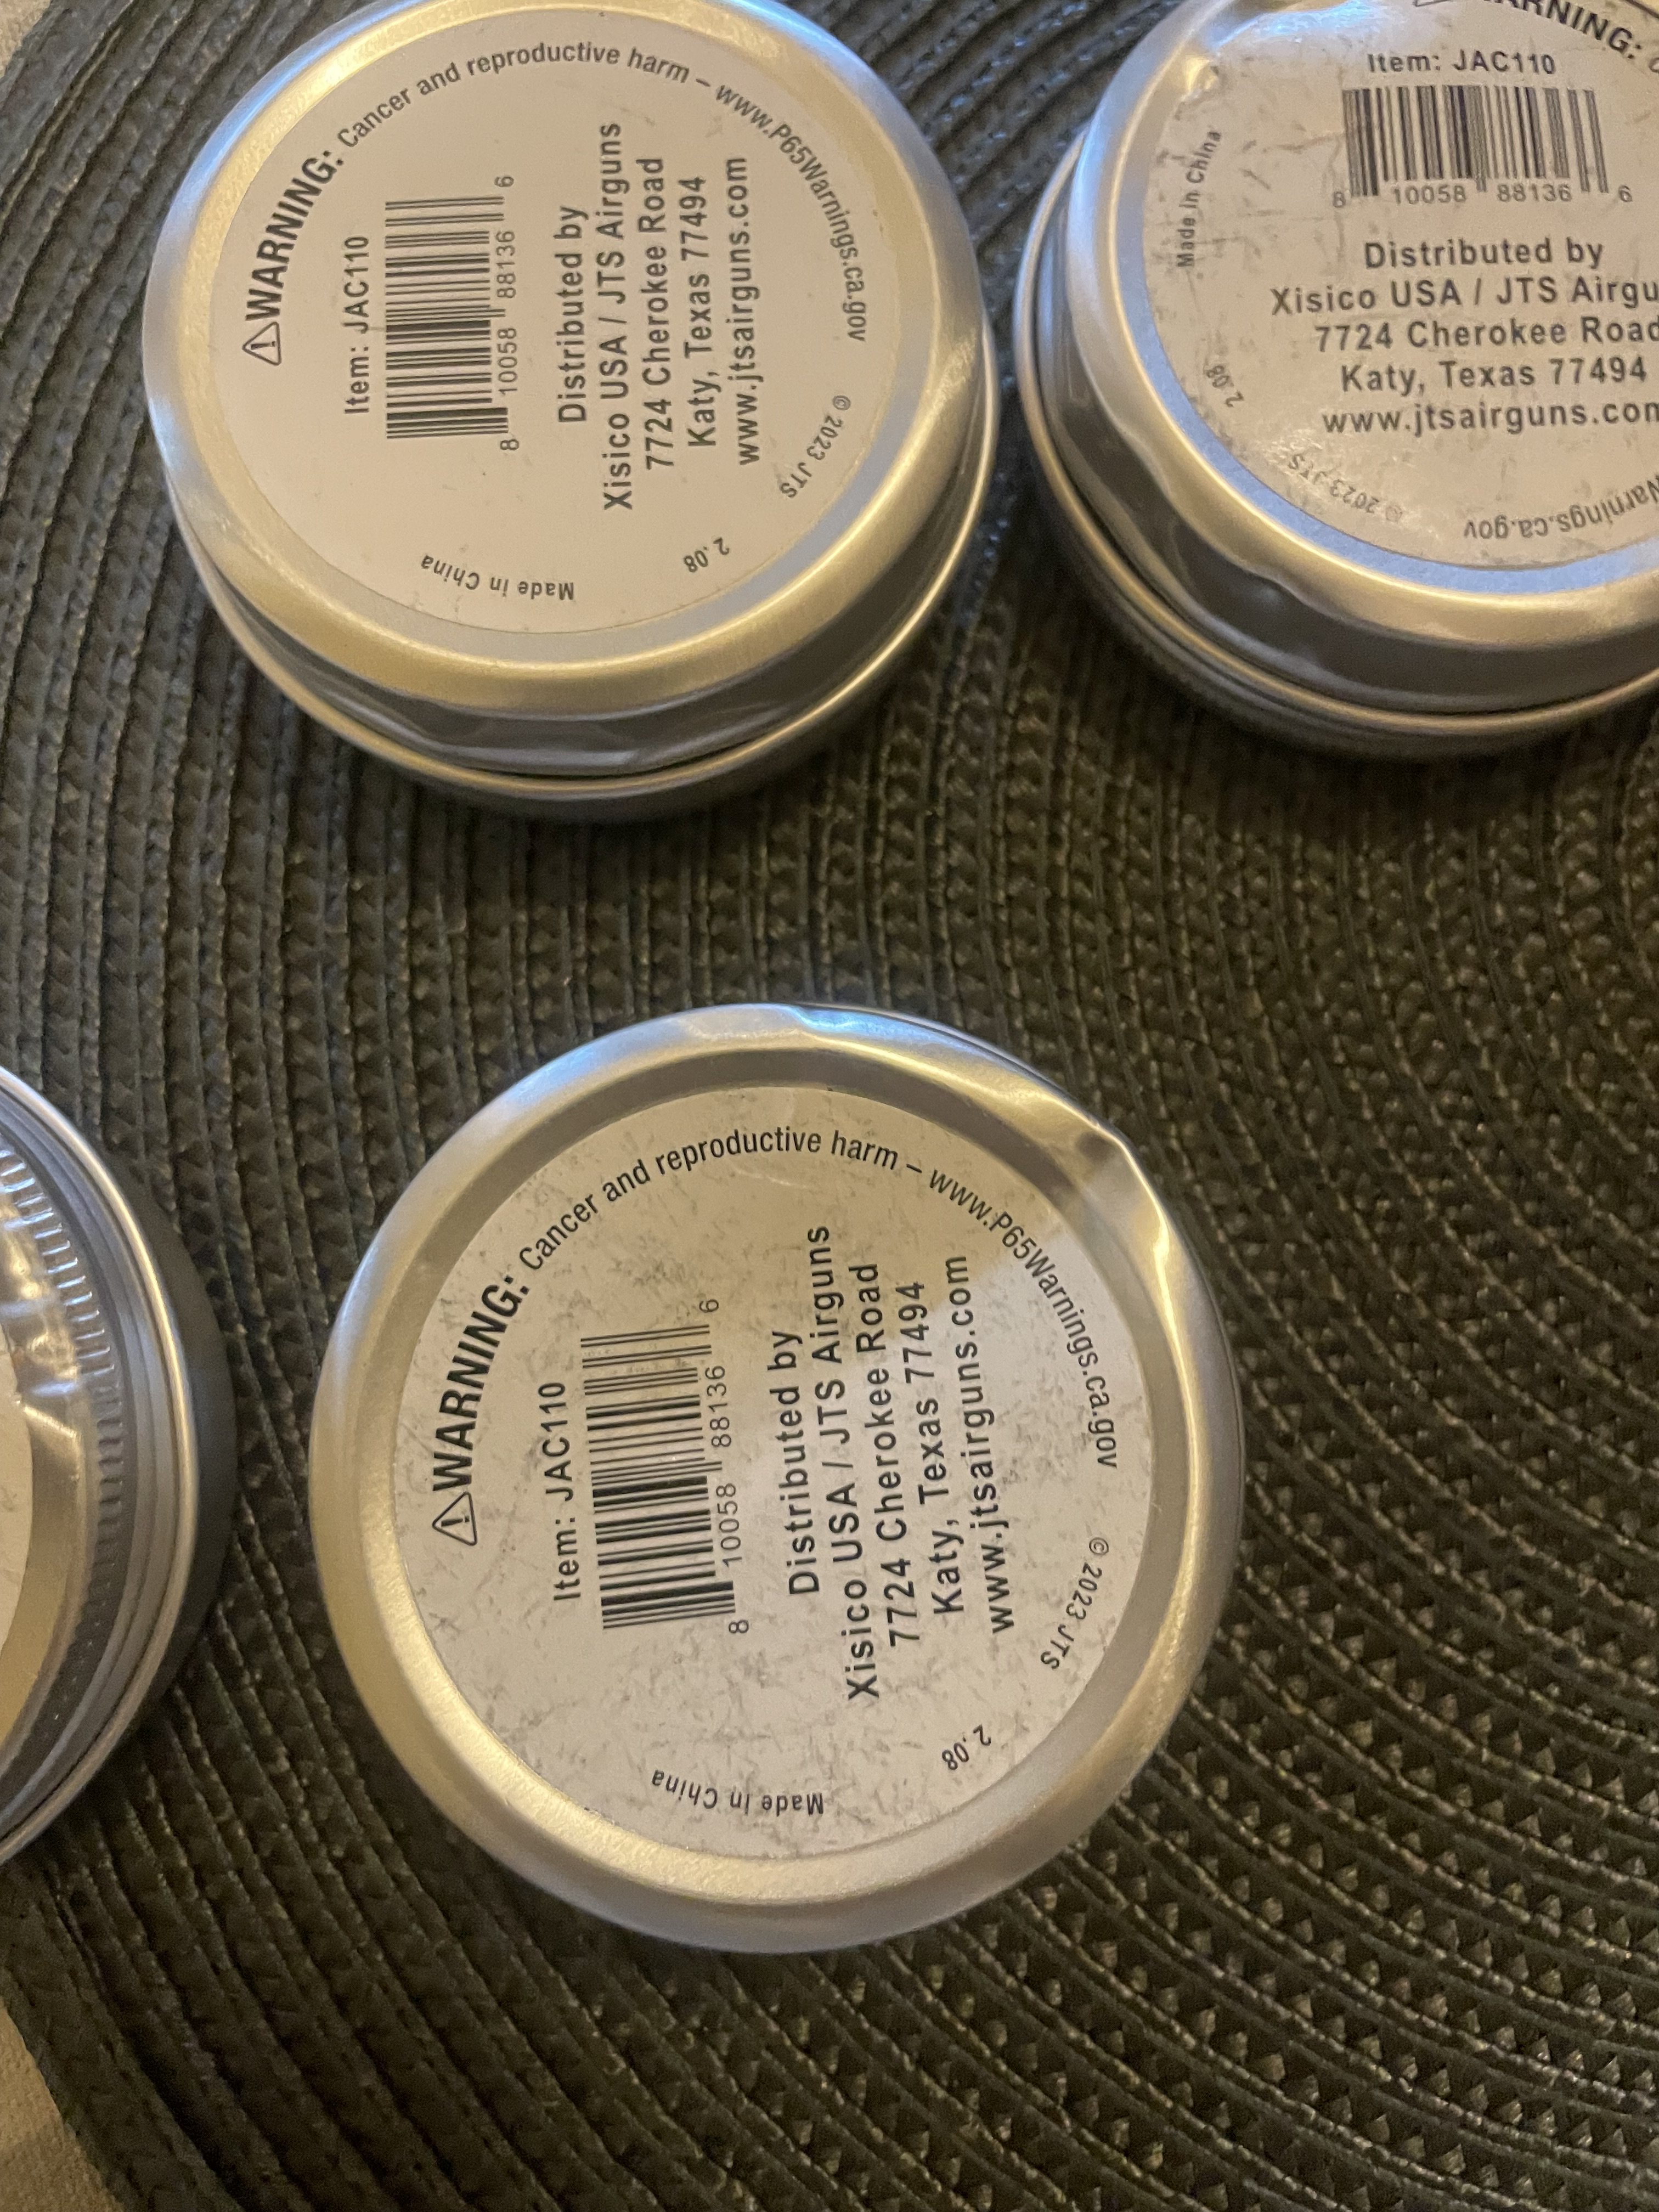 ⚠WARNING: Cancer and reproductive harm – www.P65Warnings.ca.gov
Item: JAC110
8 10058 88136 6
Distributed by
Xisico USA / JTS Airguns
7724 Cherokee Road
Katy, Texas 77494
www.jtsairguns.com
© 2023 JTS
2.08
Made in China
WARNING:
Item: JAC110
8 10058 88136 6
Distributed by
Xisico USA / JTS Airgu
7724 Cherokee Road
Katy, Texas 77494
www.jtsairguns.com
Made in China
2.08
© 2023 JTS
Warnings.ca.gov
⚠WARNING: Cancer and reproductive harm – www.P65Warnings.ca.gov
Item: JAC110
8 10058 88136 6
Distributed by
Xisico USA / JTS Airguns
7724 Cherokee Road
Katy, Texas 77494
www.jtsairguns.com
© 2023 JTS
2.08
Made in China